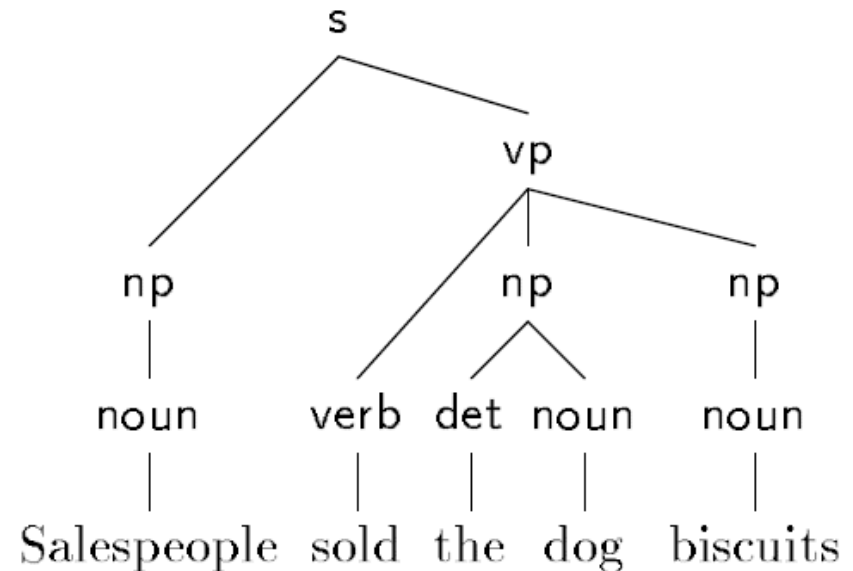 s
vp
np np np
noun verb det noun noun
Salespeople sold the dog biscuits